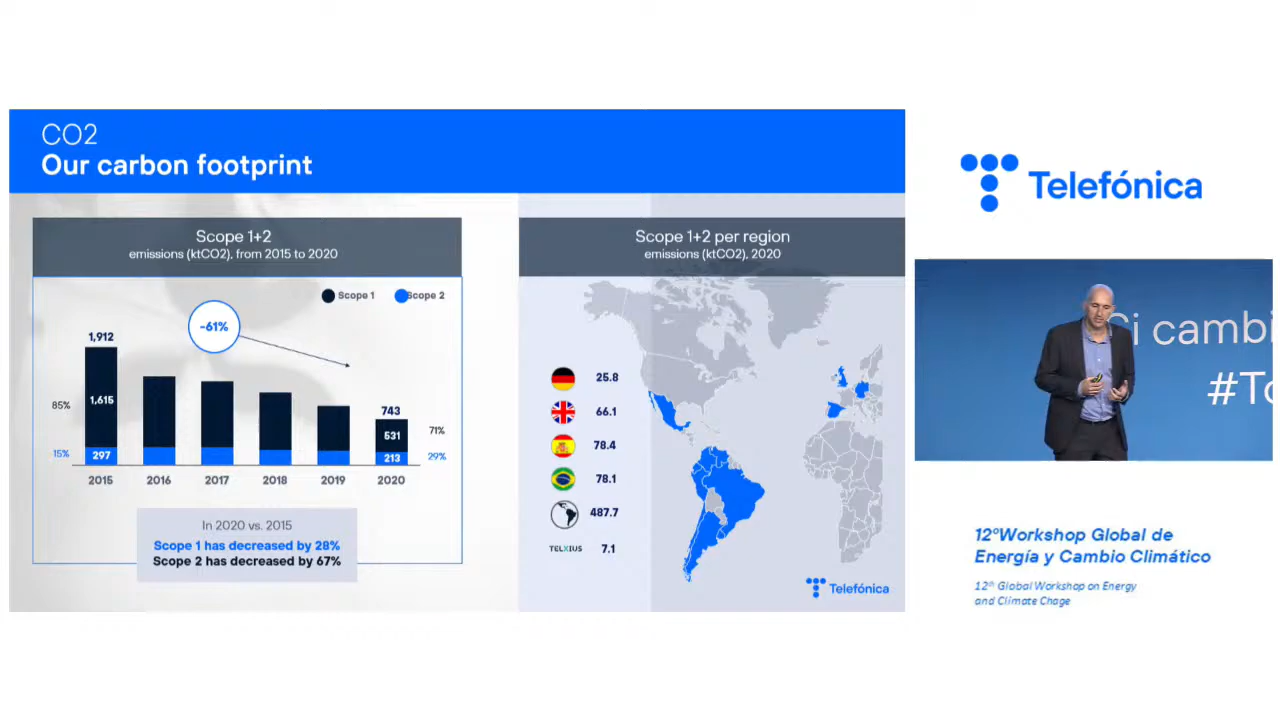 CO2
Our carbon footprint
Scope 1+2
emissions (ktCO2), from 2015 to 2020
Scope 1
Scope 2
-61%
1,912
1,615
85%
15%
297
743
531
71%
213
29%
2015 2016 2017 2018 2019 2020
In 2020 vs. 2015
Scope 1 has decreased by 28%
Scope 2 has decreased by 67%
Scope 1+2 per region
emissions (ktCO2), 2020
25.8
66.1
78.4
78.1
487.7
TELXIUS 7.1
Telefónica
Telefónica
Si cambi
#To
12ºWorkshop Global de
Energía y Cambio Climático
12th Global Workshop on Energy
and Climate Chage